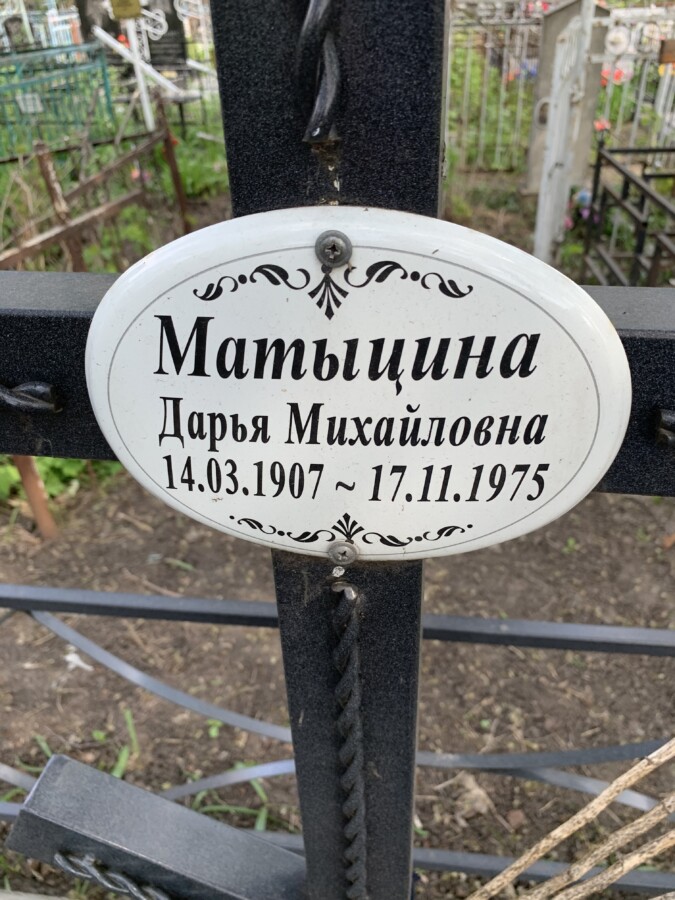 Матыцина
Дарья Михайловна
14.03.1907 ~ 17.11.1975